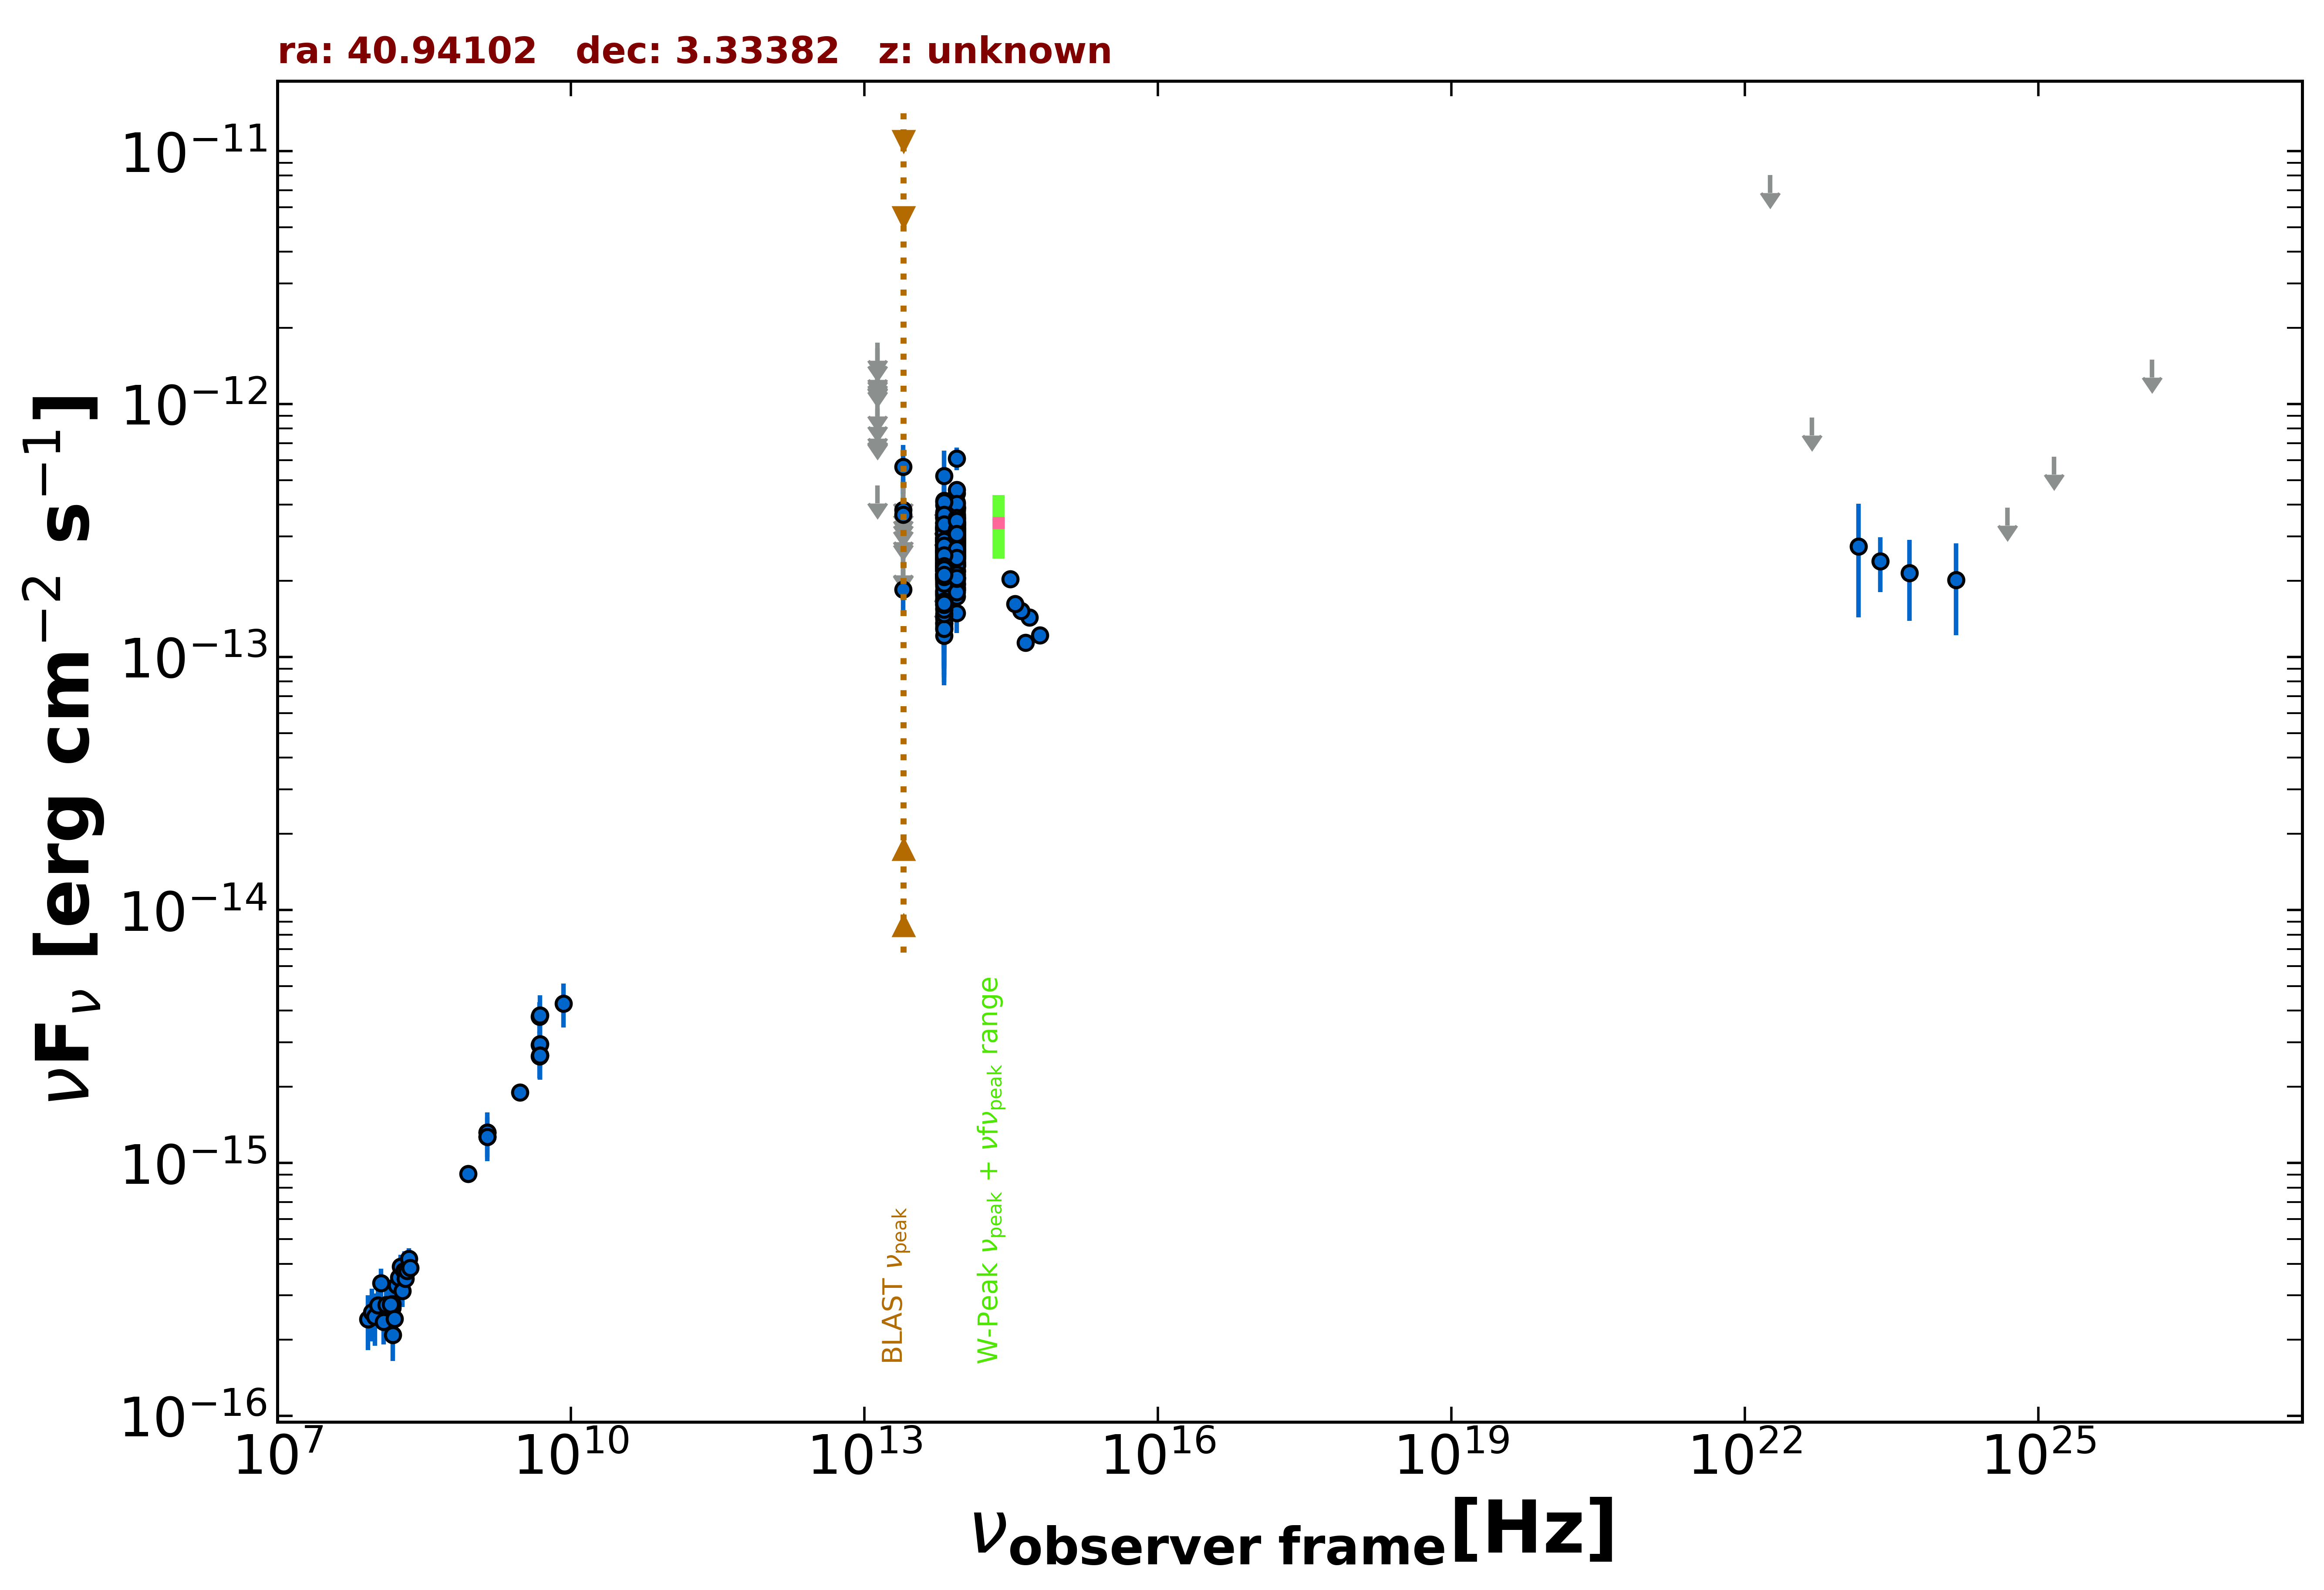 ra: 40.94102   dec: 3.33382   z: unknown
10⁻¹¹
10⁻¹²
10⁻¹³
10⁻¹⁴
10⁻¹⁵
10⁻¹⁶
νFν [erg cm⁻² s⁻¹]
BLAST νpeak
W-Peak νpeak + νfνpeak range
10⁷ 10¹⁰ 10¹³ 10¹⁶ 10¹⁹ 10²² 10²⁵
νobserver frame[Hz]